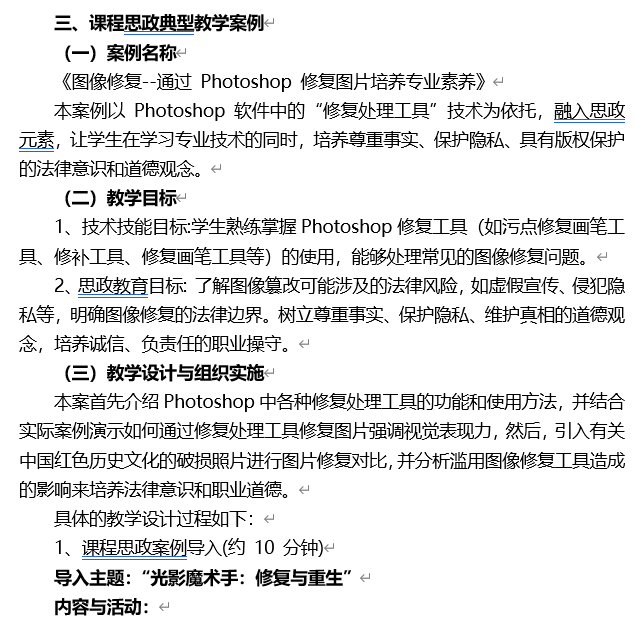 三、课程思政典型教学案例
（一）案例名称
《图像修复--通过 Photoshop 修复图片培养专业素养》
本案例以 Photoshop 软件中的“修复处理工具”技术为依托，融入思政
元素，让学生在学习专业技术的同时，培养尊重事实、保护隐私、具有版权保护
的法律意识和道德观念。
（二）教学目标
1、技术技能目标:学生熟练掌握 Photoshop 修复工具（如污点修复画笔工
具、修补工具、修复画笔工具等）的使用，能够处理常见的图像修复问题。
2、思政教育目标: 了解图像篡改可能涉及的法律风险，如虚假宣传、侵犯隐
私等，明确图像修复的法律边界。树立尊重事实、保护隐私、维护真相的道德观
念，培养诚信、负责任的职业操守。
（三）教学设计与组织实施
本案首先介绍 Photoshop 中各种修复处理工具的功能和使用方法，并结合
实际案例演示如何通过修复处理工具修复图片强调视觉表现力，然后，引入有关
中国红色历史文化的破损照片进行图片修复对比，并分析滥用图像修复工具造成
的影响来培养法律意识和职业道德。
具体的教学设计过程如下：
1、课程思政案例导入(约 10 分钟)
导入主题：“光影魔术手：修复与重生”
内容与活动：